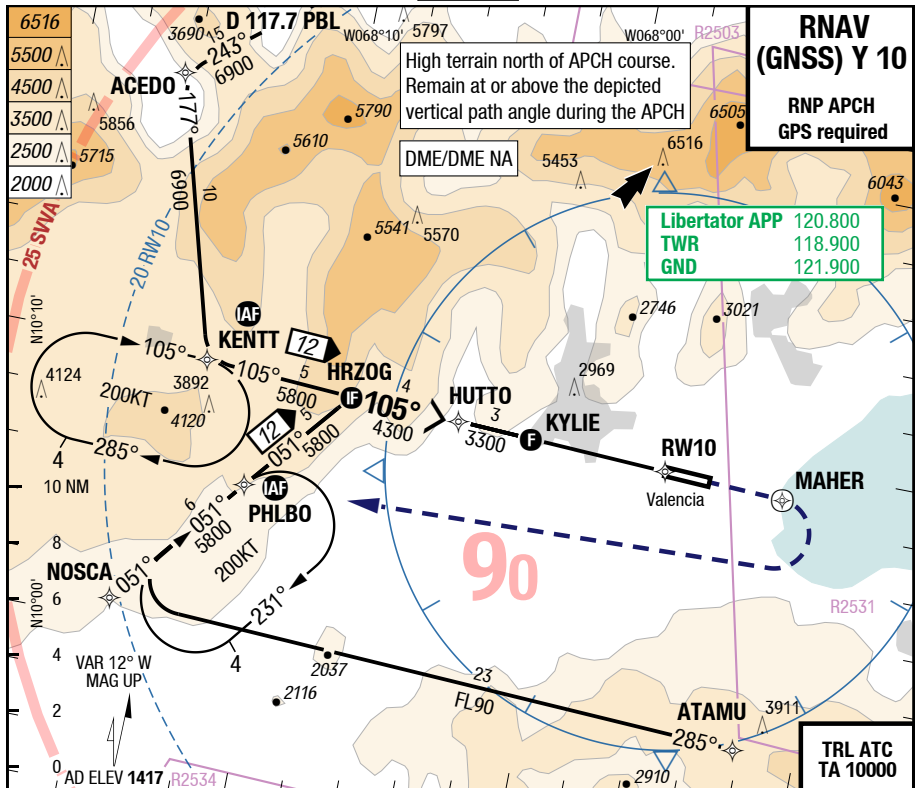 6516
5500
4500
3500
2500
2000
3690
15
D 117.7 PBL
243°
6900
W068°10'
5797
W068°00'
R2503
RNAV
(GNSS) Y 10
RNP APCH
GPS required
ACEDO
177°
High terrain north of APCH course.
Remain at or above the depicted
vertical path angle during the APCH
DME/DME NA
5856
5715
5790
5610
6505
6516
5453
6043
10
6900
25 SVVA
20 RW10
5541
5570
Libertator APP 120.800
TWR 118.900
GND 121.900
N10°10'
IAF
KENTT
12
2746
3021
105°
105°
5
5800
HRZOG
IF
105°
4
4300
HUTTO
3
3300
2969
KYLIE
F
4124
3892
200KT
4120
12
051°
5
5800
285°
4
10 NM
RW10
Valencia
MAHER
IAF
PHLBO
6
051°
5800
200KT
90
8
NOSCA
051°
231°
N10°00'
6
R2531
4
4
VAR 12° W
MAG UP
2037
2116
23
FL90
2
ATAMU
3911
285°
0
AD ELEV 1417
R2534
2910
TRL ATC
TA 10000